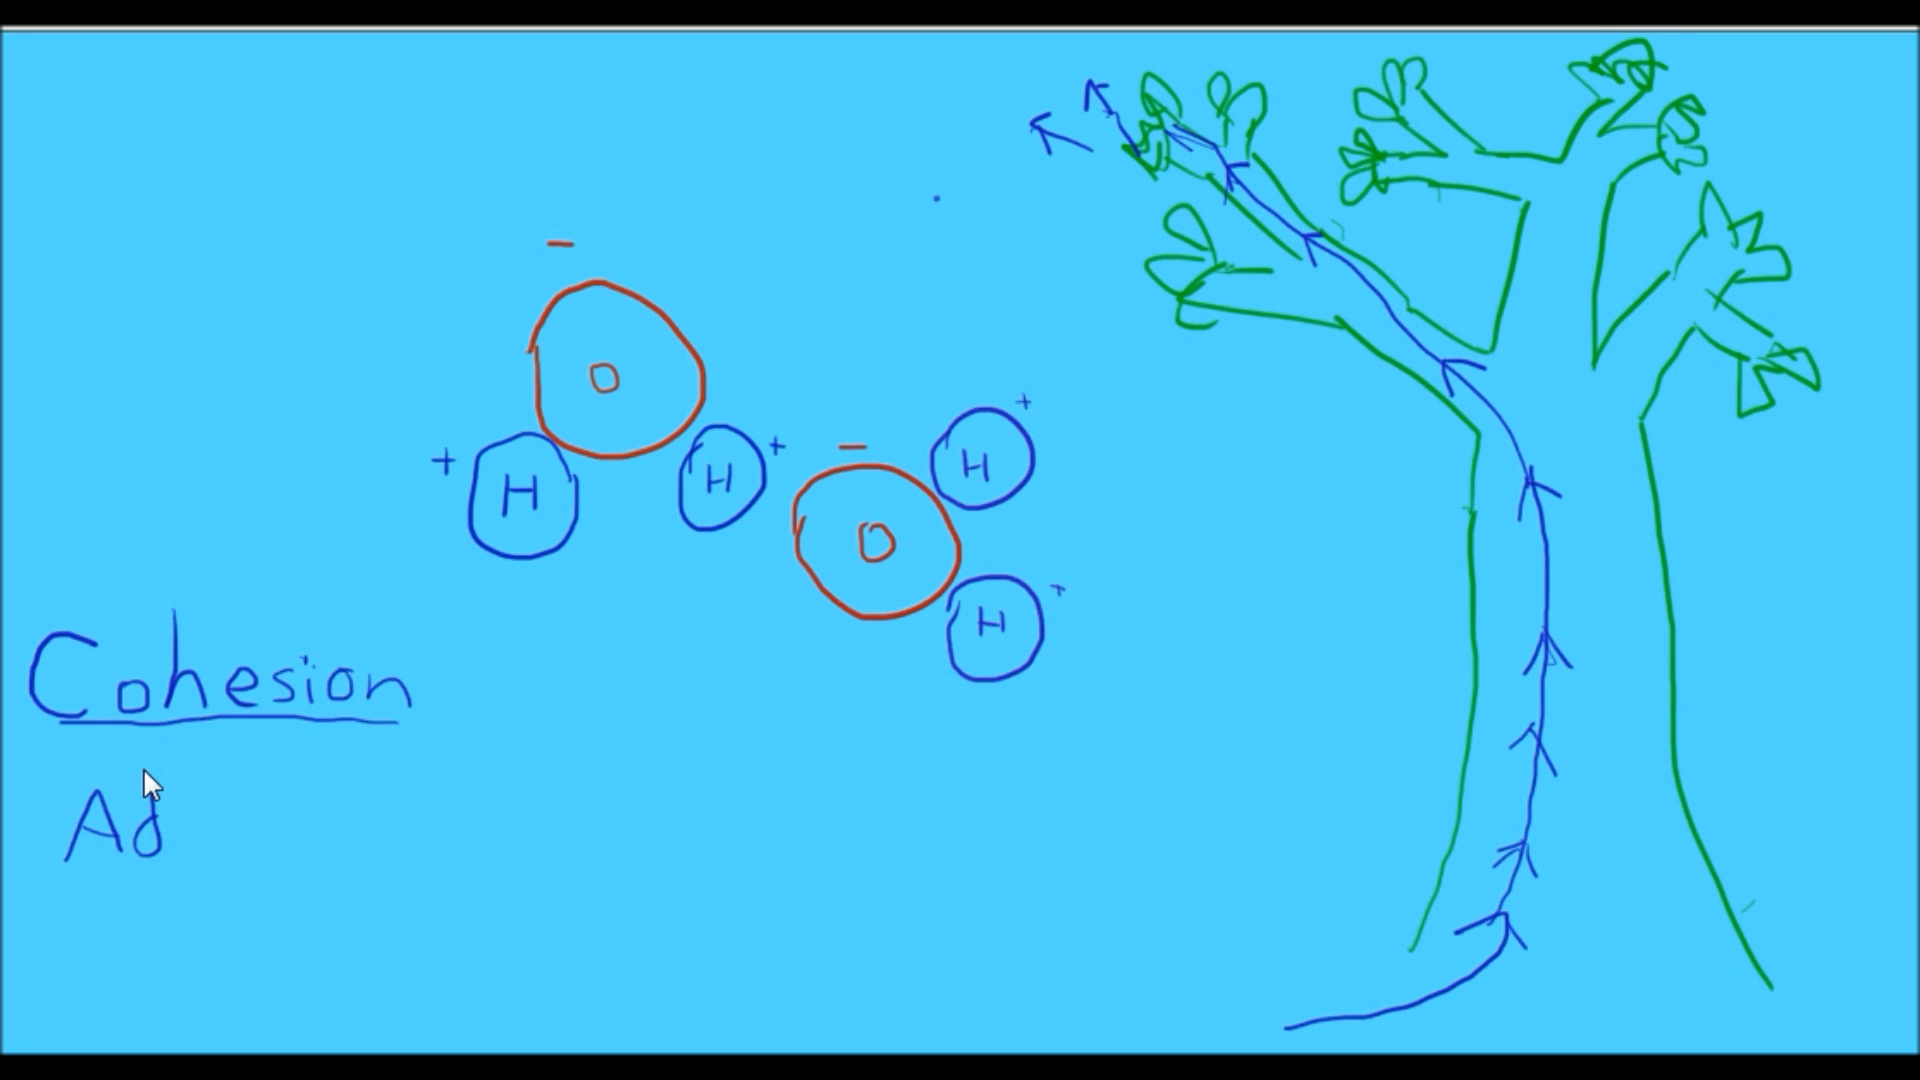 -
O
+ H H +
- H +
O
H +
Cohesion
Ad